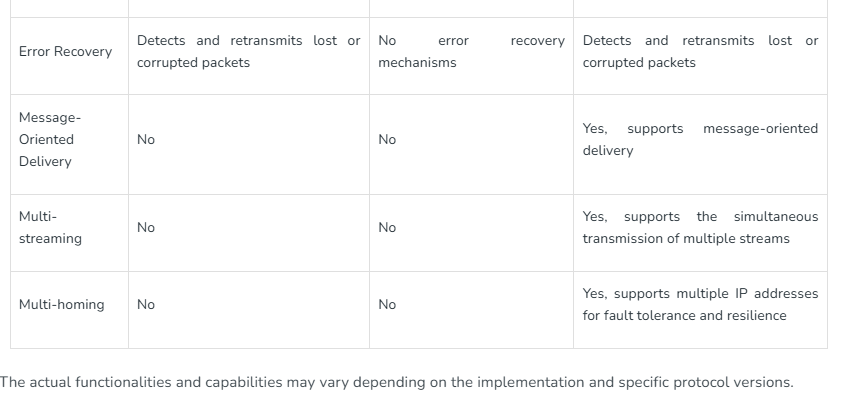 Error Recovery
Detects and retransmits lost or
corrupted packets
No error recovery
mechanisms
Detects and retransmits lost or
corrupted packets
Message-
Oriented
Delivery
No
No
Yes, supports message-oriented
delivery
Multi-
streaming
No
No
Yes, supports the simultaneous
transmission of multiple streams
Multi-homing
No
No
Yes, supports multiple IP addresses
for fault tolerance and resilience
The actual functionalities and capabilities may vary depending on the implementation and specific protocol versions.